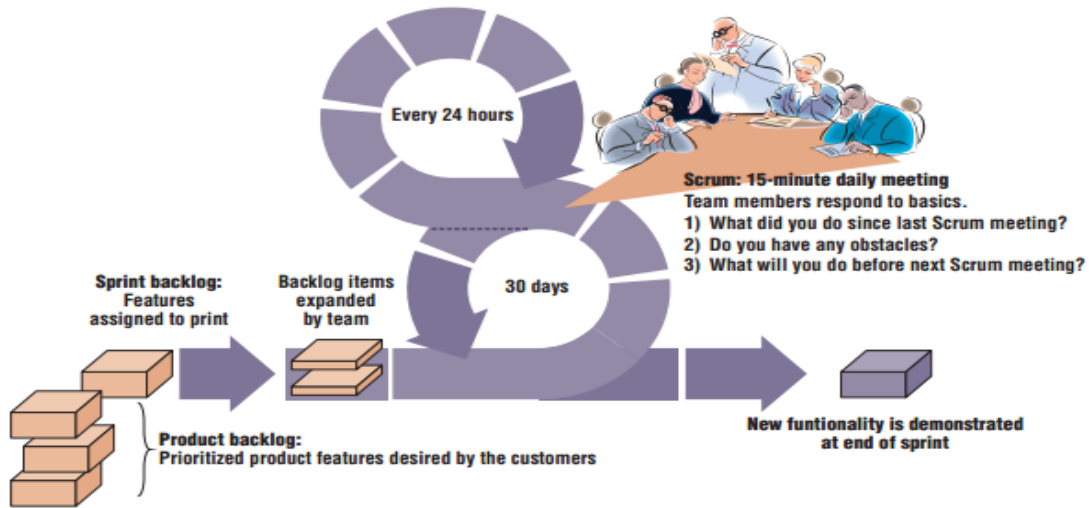 Every 24 hours
Scrum: 15-minute daily meeting
Team members respond to basics.
1) What did you do since last Scrum meeting?
2) Do you have any obstacles?
3) What will you do before next Scrum meeting?
30 days
Sprint backlog:
Features
assigned to print
Backlog items
expanded
by team
New funtionality is demonstrated
at end of sprint
Product backlog:
Prioritized product features desired by the customers